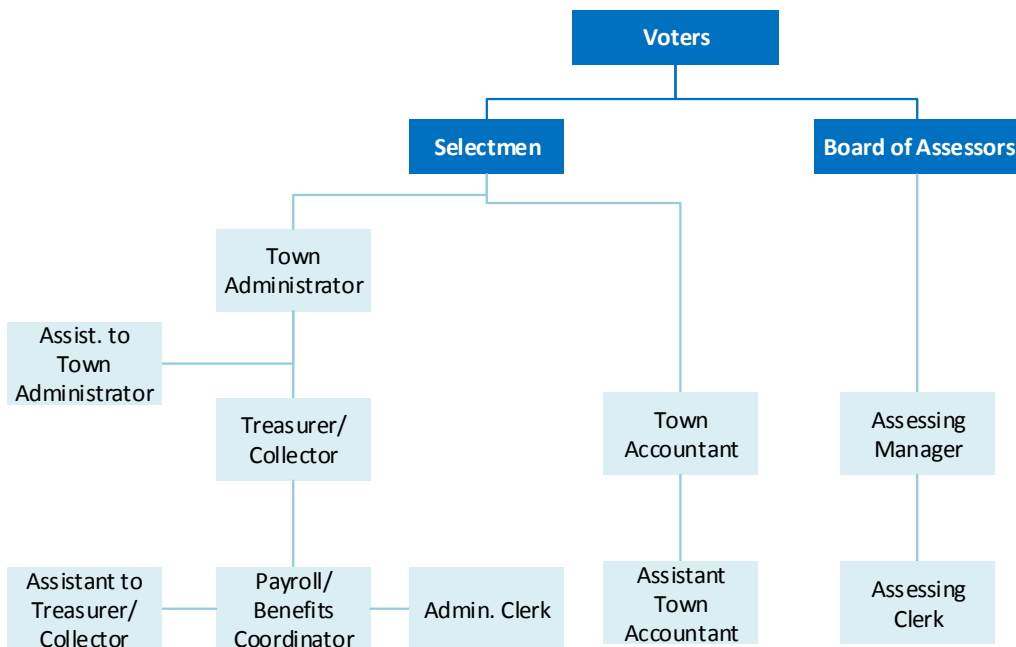 Voters
Selectmen
Board of Assessors
Town
Administrator
Assist. to
Town
Administrator
Treasurer/
Collector
Town
Accountant
Assessing
Manager
Assistant to
Treasurer/
Collector
Payroll/
Benefits
Coordinator
Admin. Clerk
Assistant
Town
Accountant
Assessing
Clerk